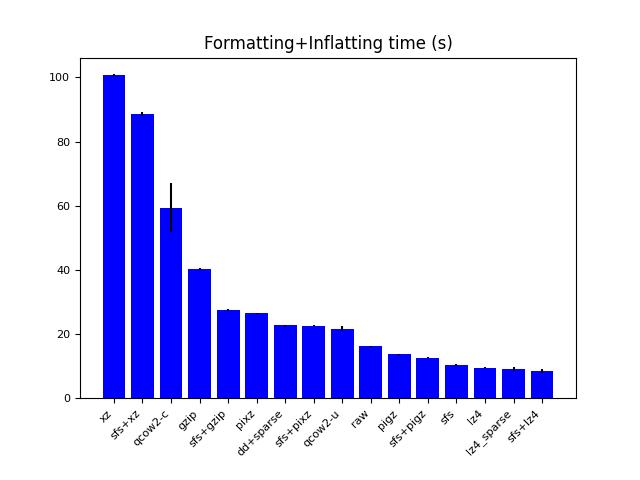 Formatting+Inflatting time (s)
100
80
60
40
20
0
xz
sfs+xz
qcow2-c
gzip
sfs+gzip
pixz
dd+sparse
sfs+pixz
qcow2-u
raw
pigz
sfs+pigz
sfs
lz4
lz4_sparse
sfs+lz4